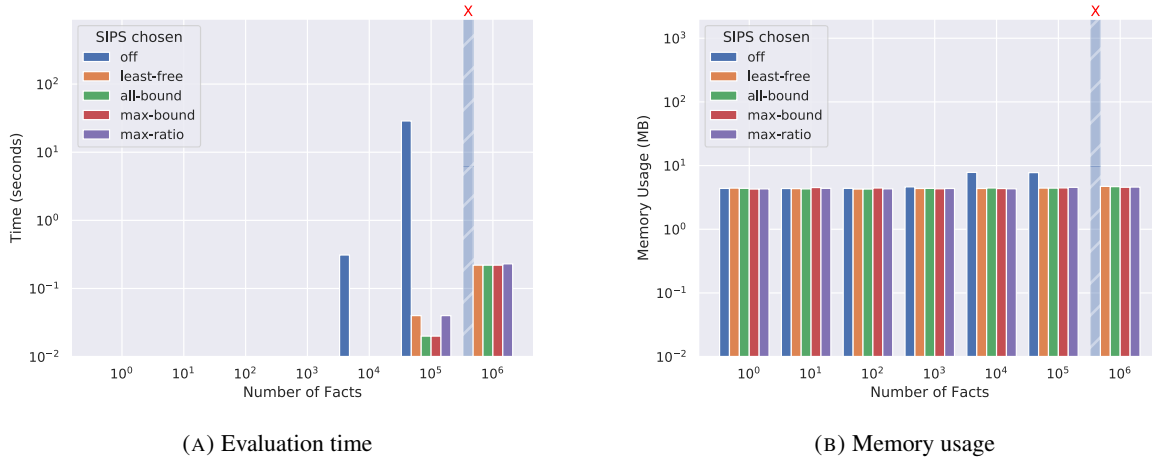 X
SIPS chosen
off
least-free
all-bound
max-bound
max-ratio
Time (seconds)
10²
10¹
10⁰
10⁻¹
10⁻²
10⁰ 10¹ 10² 10³ 10⁴ 10⁵ 10⁶
Number of Facts
(A) Evaluation time
X
SIPS chosen
off
least-free
all-bound
max-bound
max-ratio
Memory Usage (MB)
10³
10²
10¹
10⁰
10⁻¹
10⁻²
10⁰ 10¹ 10² 10³ 10⁴ 10⁵ 10⁶
Number of Facts
(B) Memory usage